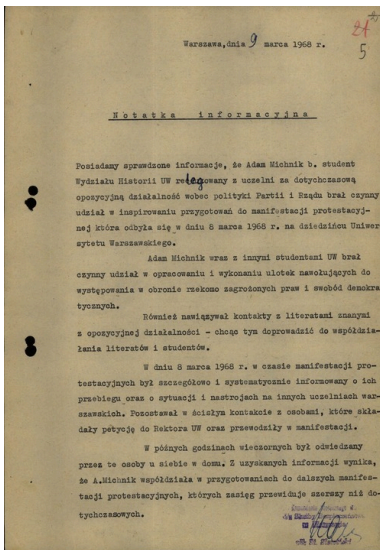 21
5
Warszawa, dnia 9 marca 1968 r.
Notatka informacyjna
Posiadamy sprawdzone informacje, że Adam Michnik b. student
Wydziału Historii UW relegowany z uczelni za dotychczasową
opozycyjną działalność wobec polityki Partii i Rządu brał czynny
udział w inspirowaniu przygotowań do manifestacji protestacyj-
nej która odbyła się w dniu 8 marca 1968 r. na dziedzińcu Uniwer
sytetu Warszawskiego.
Adam Michnik wraz z innymi studentami UW brał
czynny udział w opracowaniu i wykonaniu ulotek nawołujących do
występowania w obronie rzekomo zagrożonych praw i swobód demokra
tycznych.
Również nawiązywał kontakty z literatami znanymi
z opozycyjnej działalności - chcąc tym doprowadzić do współdzia-
łania literatów i studentów.
W dniu 8 marca 1968 r. w czasie manifestacji pro-
testacyjnych był szczegółowo i systematycznie informowany o ich
przebiegu oraz o sytuacji i nastrojach na innych uczelniach war-
szawskich. Pozostawał w ścisłym kontakcie z osobami, które skła-
dały petycję do Rektora UW oraz przewodziły w manifestacji.
W późnych godzinach wieczornych był odwiedzany
przez te osoby u siebie w domu. Z uzyskanych informacji wynika,
że A.Michnik współdziała w przygotowaniach do dalszych manifes-
tacji protestacyjnych, których zasięg przewiduje szerszy niż do-
tychczasowych.